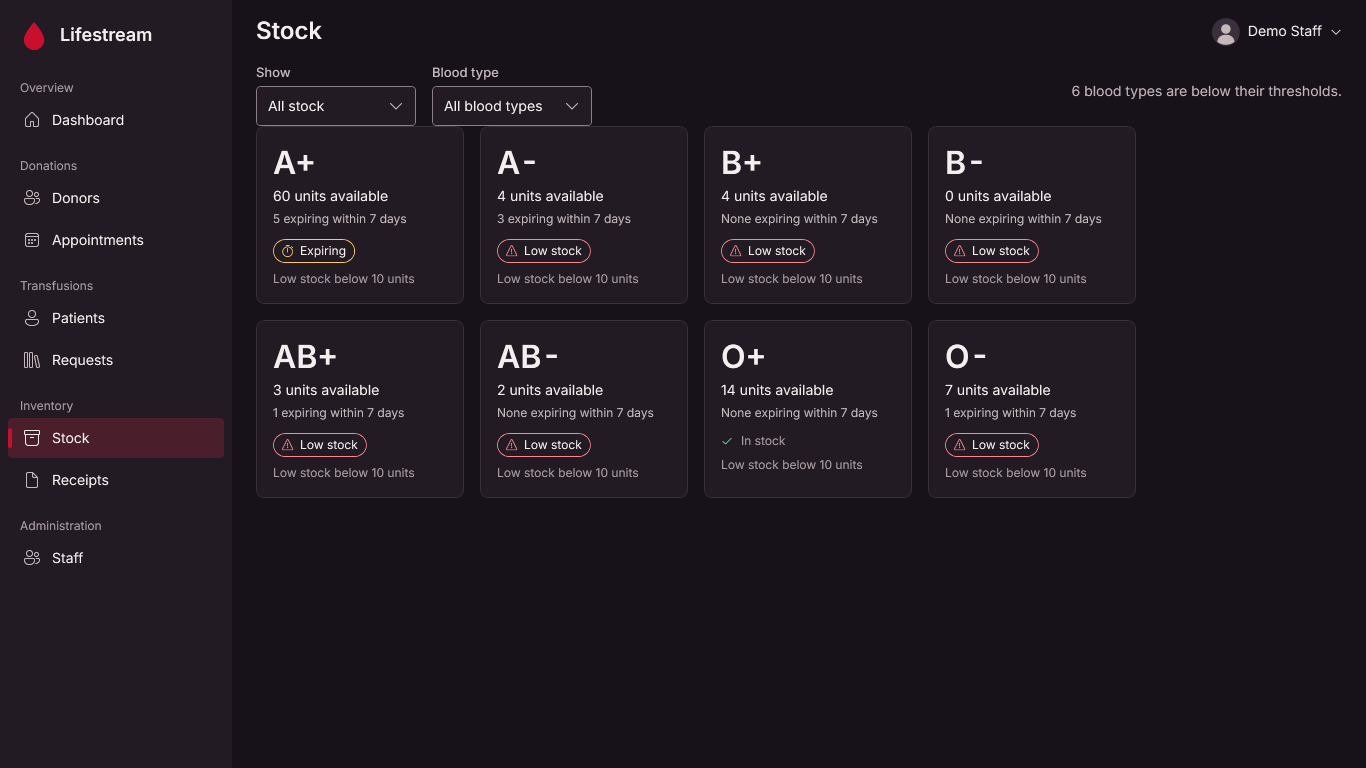 Lifestream
Overview
Dashboard
Donations
Donors
Appointments
Transfusions
Patients
Requests
Inventory
Stock
Receipts
Administration
Staff
Stock
Demo Staff
Show
All stock
Blood type
All blood types
6 blood types are below their thresholds.
A+
60 units available
5 expiring within 7 days
Expiring
Low stock below 10 units
A-
4 units available
3 expiring within 7 days
Low stock
Low stock below 10 units
B+
4 units available
None expiring within 7 days
Low stock
Low stock below 10 units
B-
0 units available
None expiring within 7 days
Low stock
Low stock below 10 units
AB+
3 units available
1 expiring within 7 days
Low stock
Low stock below 10 units
AB-
2 units available
None expiring within 7 days
Low stock
Low stock below 10 units
O+
14 units available
None expiring within 7 days
In stock
Low stock below 10 units
O-
7 units available
1 expiring within 7 days
Low stock
Low stock below 10 units